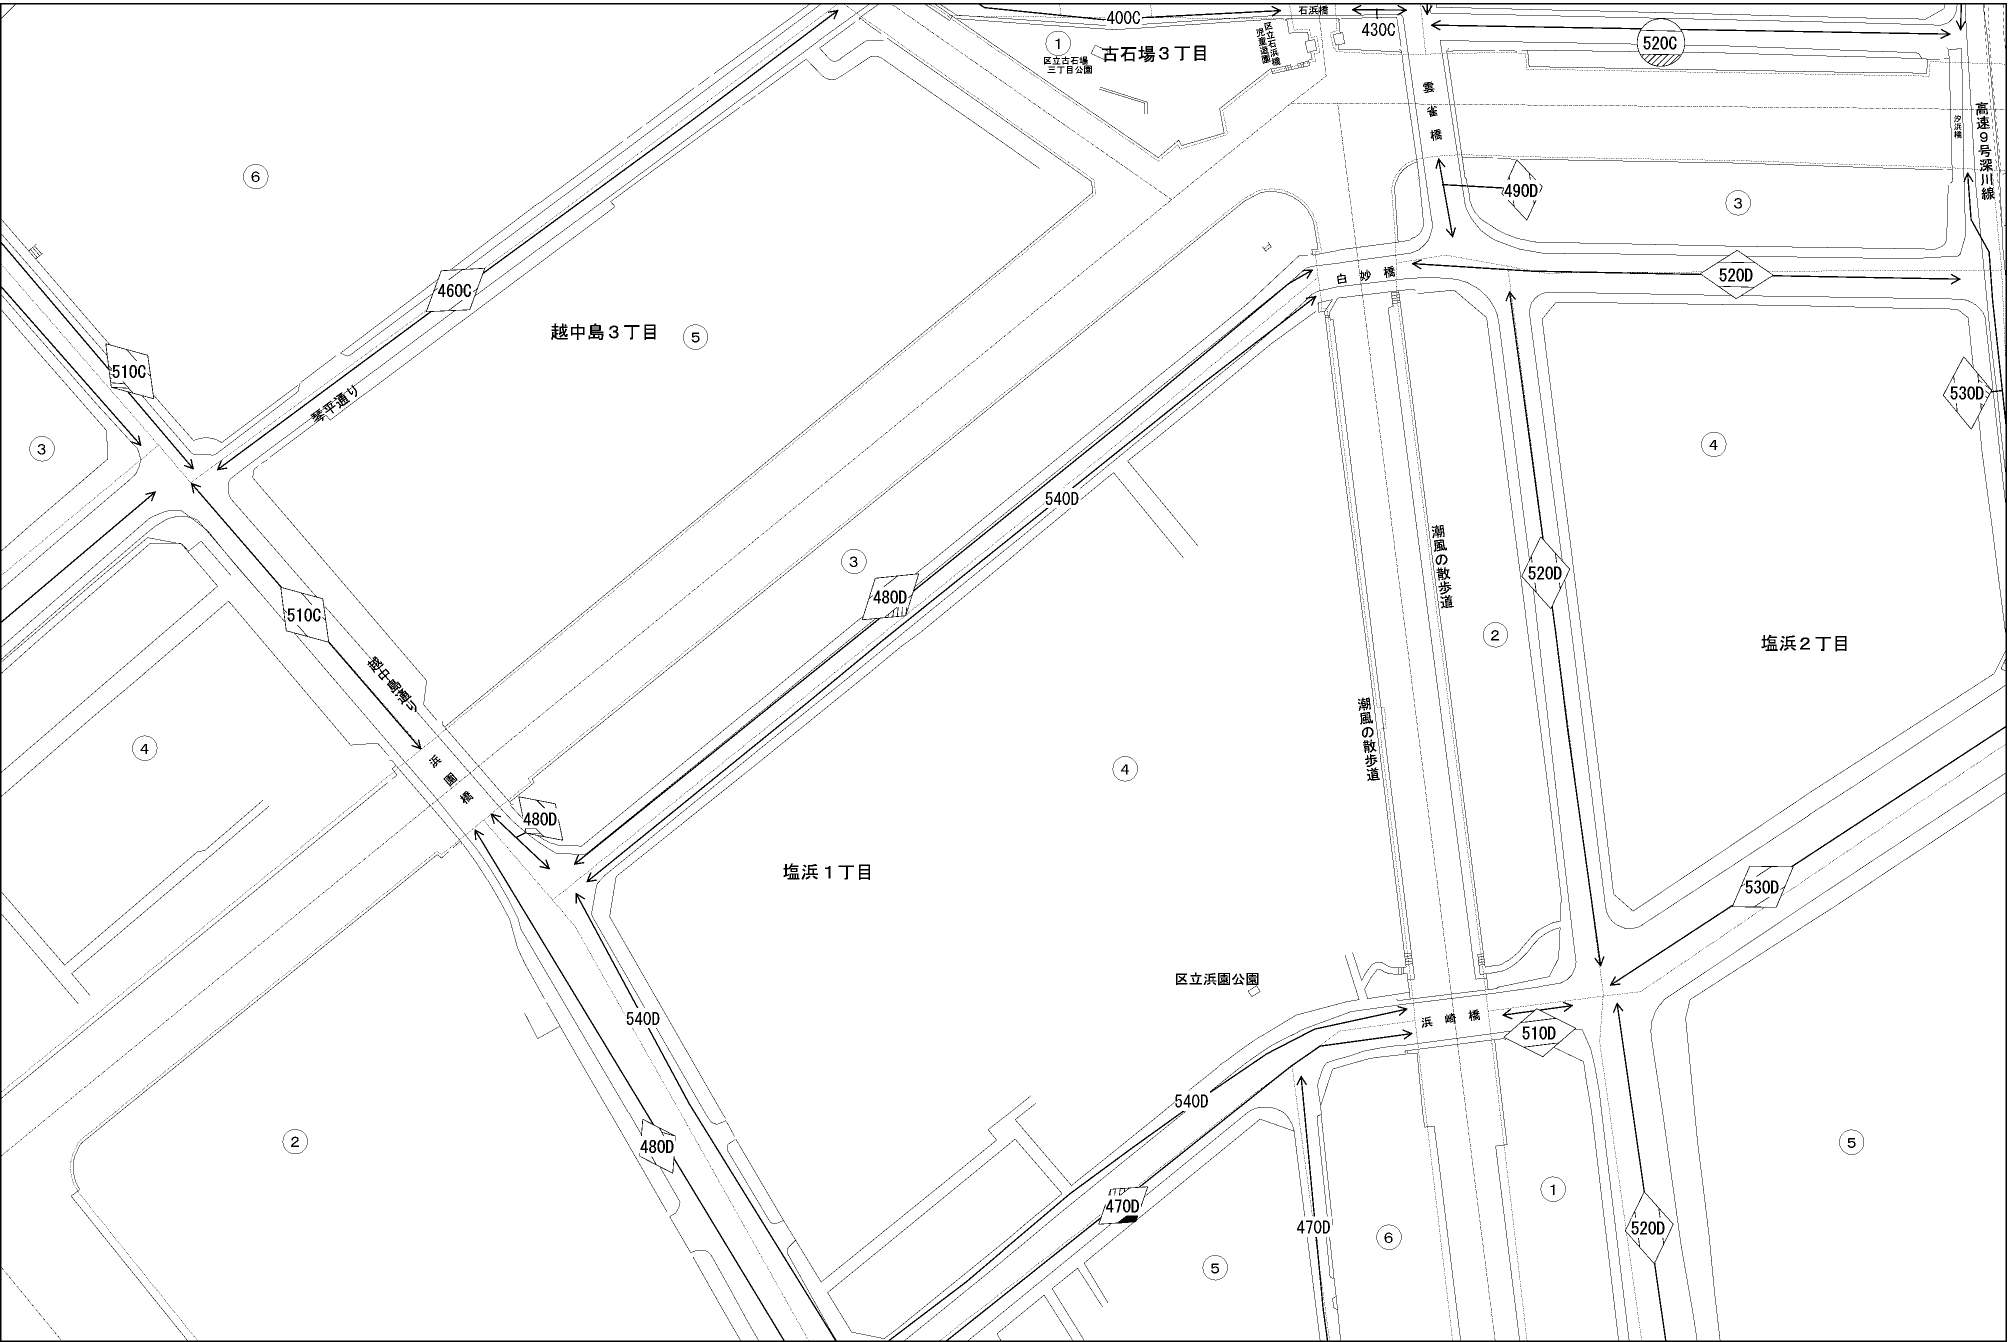 400C
石浜橋
430C
520C
①
古石場３丁目
区立古石場
三丁目公園
区立石浜橋
児童遊園
雲雀橋
汐浜橋
高速９号深川線
⑥
490D
③
460C
白妙橋
520D
越中島３丁目
⑤
510C
琴平通り
530D
③
④
540D
③
480D
潮風の散歩道
520D
②
塩浜２丁目
510C
越中島通り
潮風の散歩道
④
浜園橋
480D
④
塩浜１丁目
530D
区立浜園公園
540D
浜崎橋
510D
540D
②
480D
⑤
470D
①
470D
⑥
520D
⑤